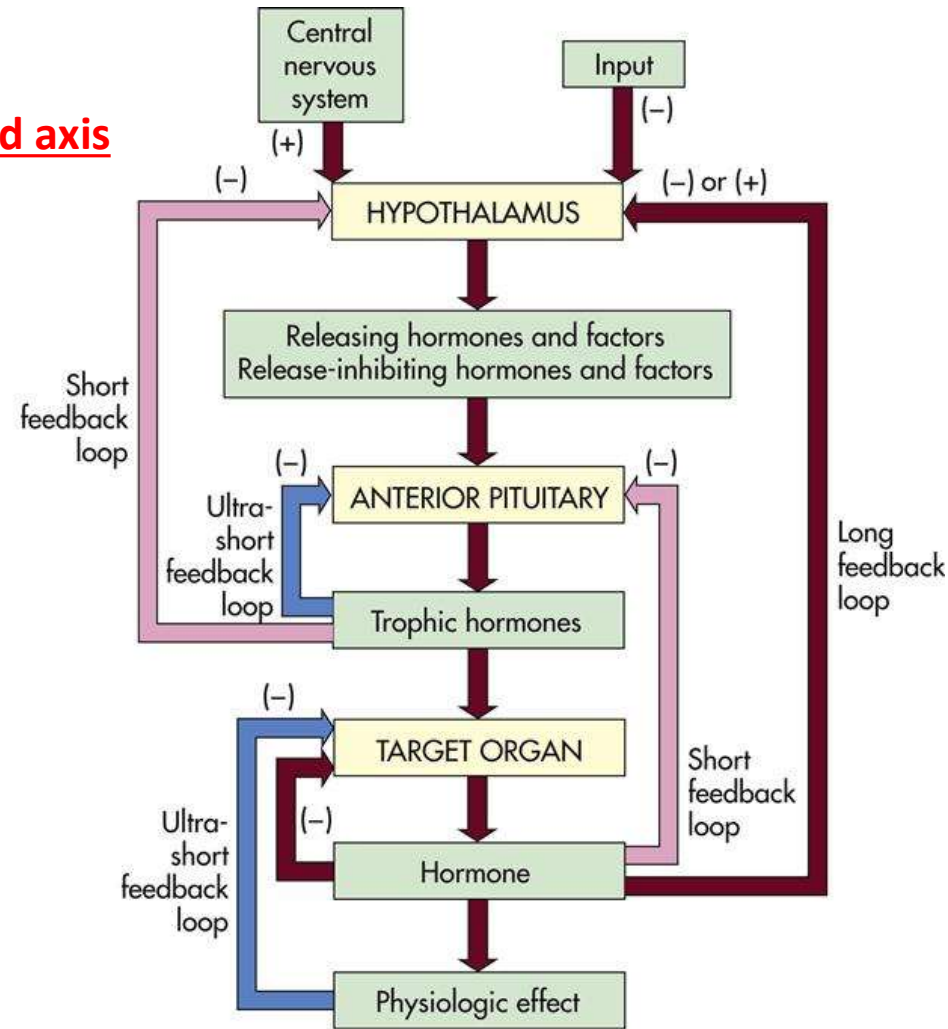 Central
nervous
system
Input
d axis
(+)
(–)
(–)
(–) or (+)
HYPOTHALAMUS
Releasing hormones and factors
Release-inhibiting hormones and factors
Short
feedback
loop
(–)
(–)
ANTERIOR PITUITARY
Ultra-
short
feedback
loop
Long
feedback
loop
Trophic hormones
(–)
TARGET ORGAN
Short
feedback
loop
(–)
Ultra-
short
feedback
loop
Hormone
Physiologic effect